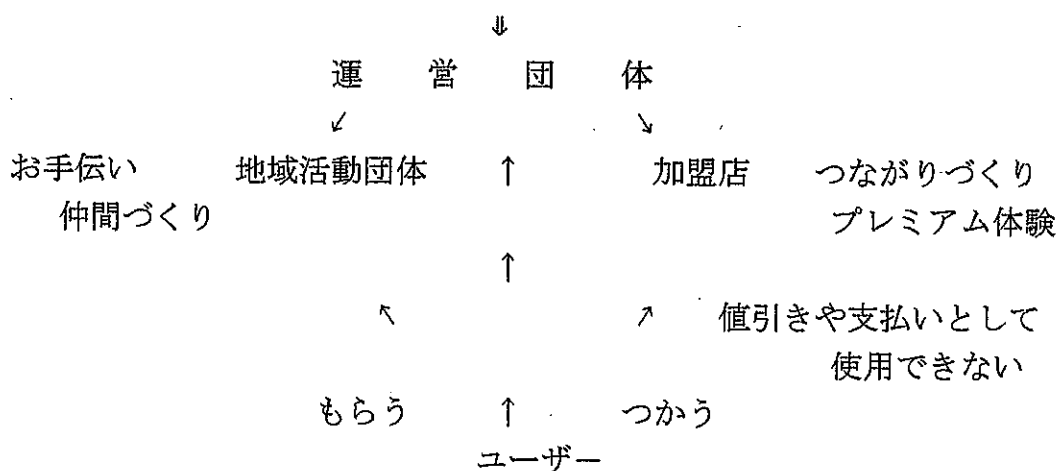 ⇓
運 営 団 体
↙ ↘
お手伝い 地域活動団体 ↑ 加盟店 つながりづくり
仲間づくり プレミアム体験
↑
↖ ↗ 値引きや支払いとして
使用できない
もらう ↑ つかう
ユーザー